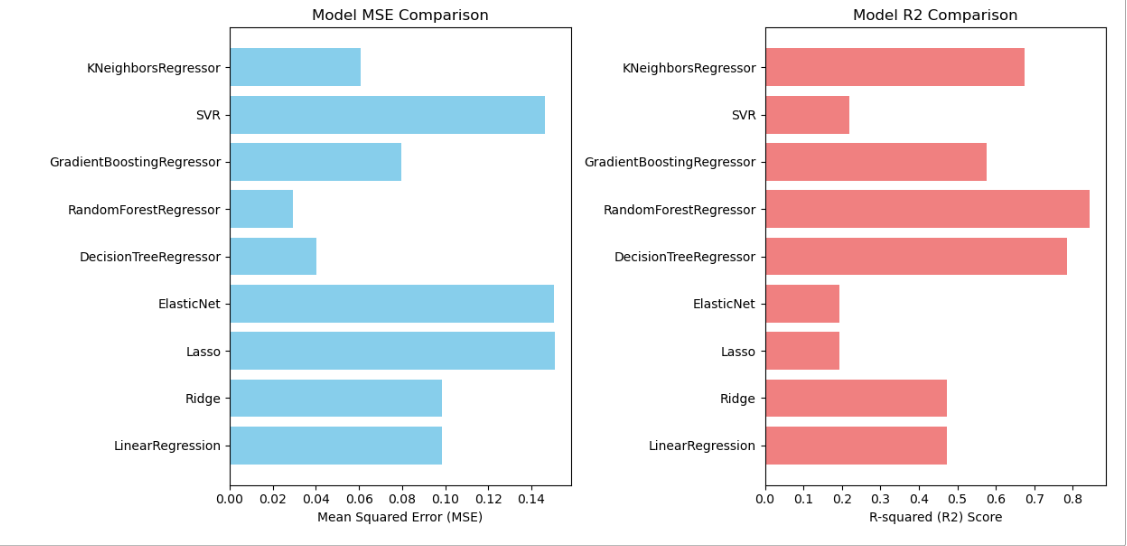 Model MSE Comparison
KNeighborsRegressor
SVR
GradientBoostingRegressor
RandomForestRegressor
DecisionTreeRegressor
ElasticNet
Lasso
Ridge
LinearRegression
0.00 0.02 0.04 0.06 0.08 0.10 0.12 0.14
Mean Squared Error (MSE)
Model R2 Comparison
KNeighborsRegressor
SVR
GradientBoostingRegressor
RandomForestRegressor
DecisionTreeRegressor
ElasticNet
Lasso
Ridge
LinearRegression
0.0 0.1 0.2 0.3 0.4 0.5 0.6 0.7 0.8
R-squared (R2) Score